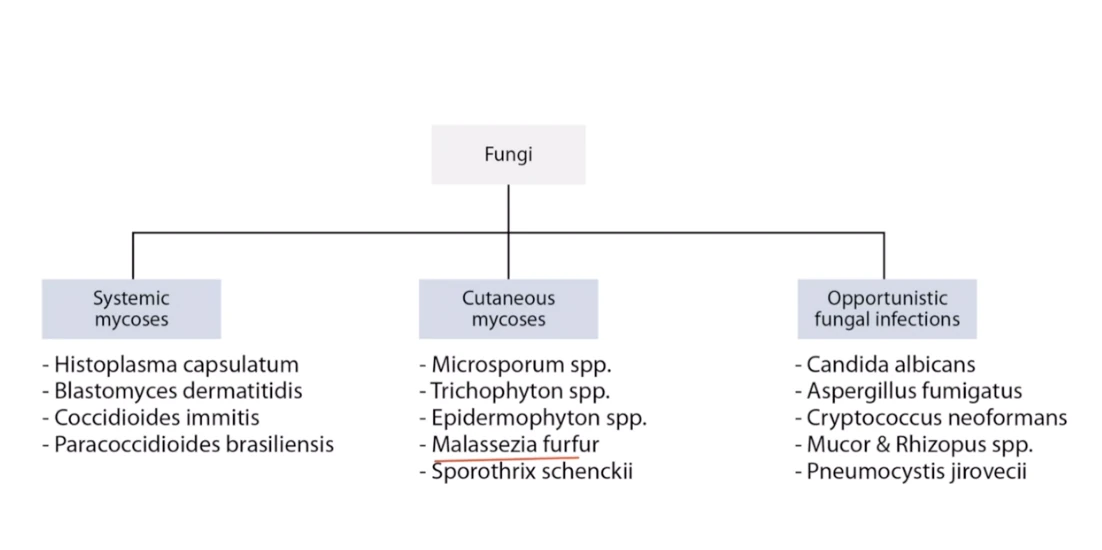 Fungi
Systemic
mycoses
- Histoplasma capsulatum
- Blastomyces dermatitidis
- Coccidioides immitis
- Paracoccidioides brasiliensis
Cutaneous
mycoses
- Microsporum spp.
- Trichophyton spp.
- Epidermophyton spp.
- Malassezia furfur
- Sporothrix schenckii
Opportunistic
fungal infections
- Candida albicans
- Aspergillus fumigatus
- Cryptococcus neoformans
- Mucor & Rhizopus spp.
- Pneumocystis jirovecii